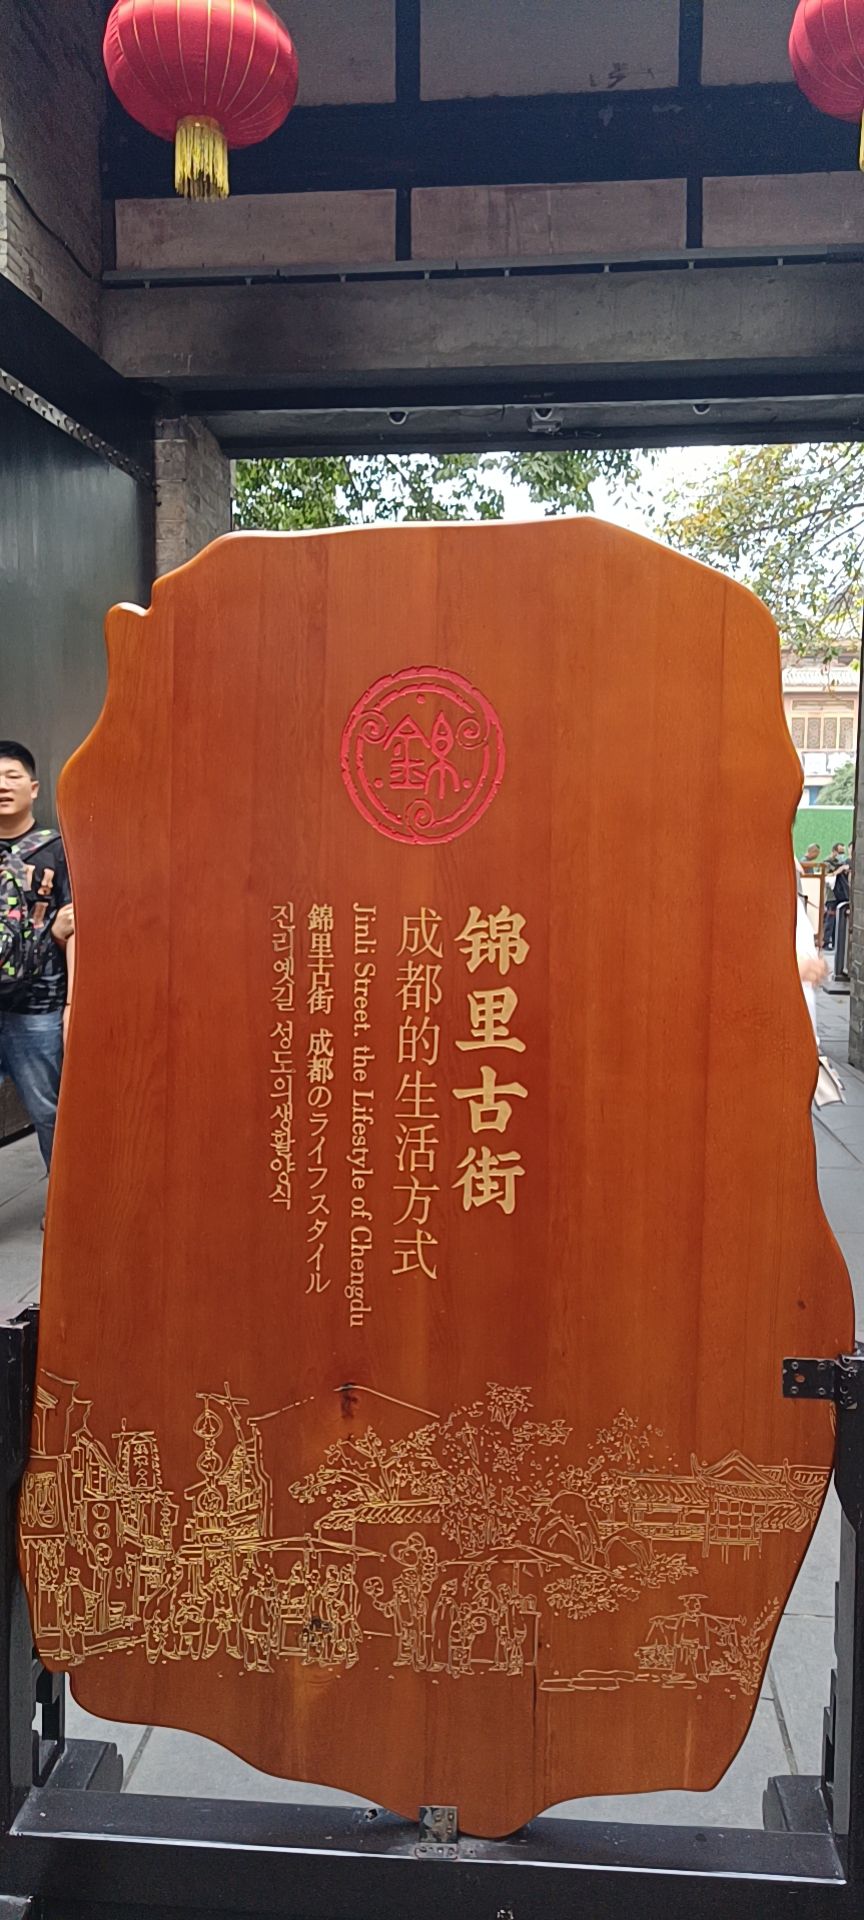 錦
锦里古街
成都的生活方式
Jinli Street. the Lifestyle of Chengdu
錦里古街 成都のライフスタイル
진리옛길 성도의생활양식